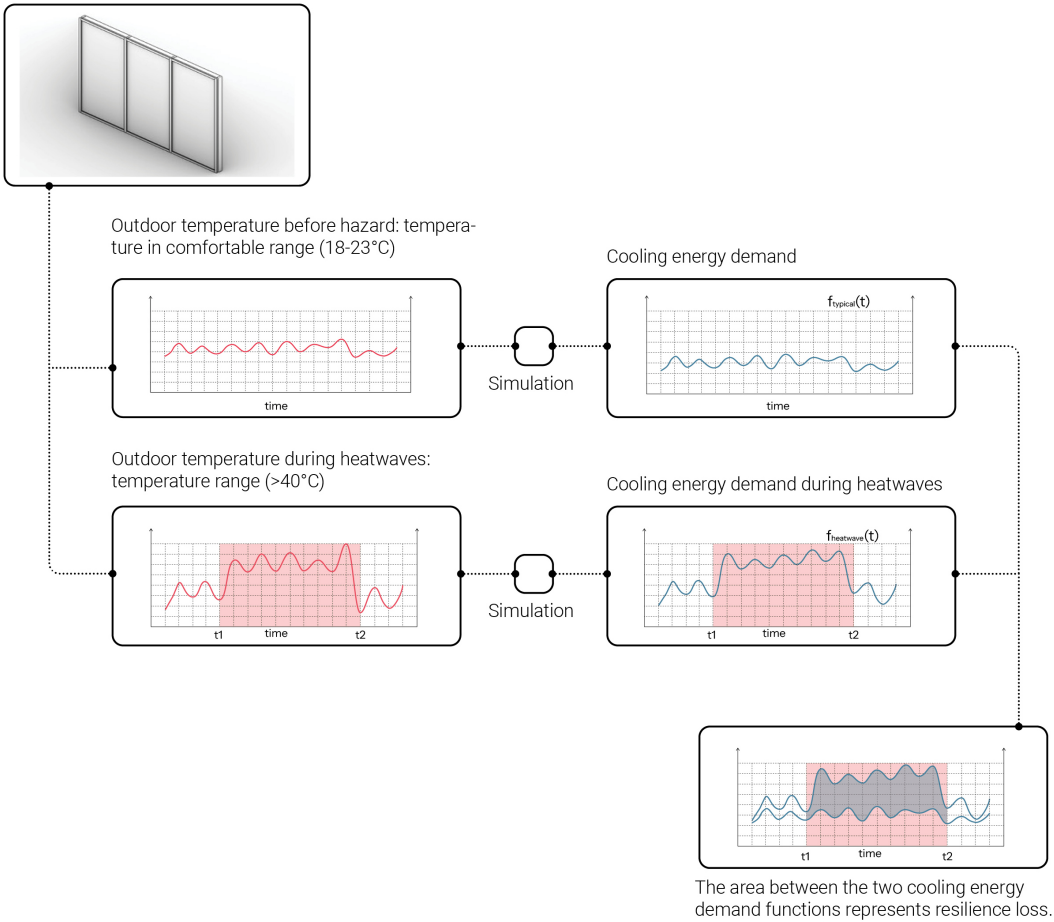 Outdoor temperature before hazard: tempera-
ture in comfortable range (18-23°C)
Cooling energy demand
ftypical(t)
time
Simulation
time
Outdoor temperature during heatwaves:
temperature range (>40°C)
Cooling energy demand during heatwaves
fheatwave(t)
t1 time t2
Simulation
t1 time t2
t1 time t2
The area between the two cooling energy
demand functions represents resilience loss.